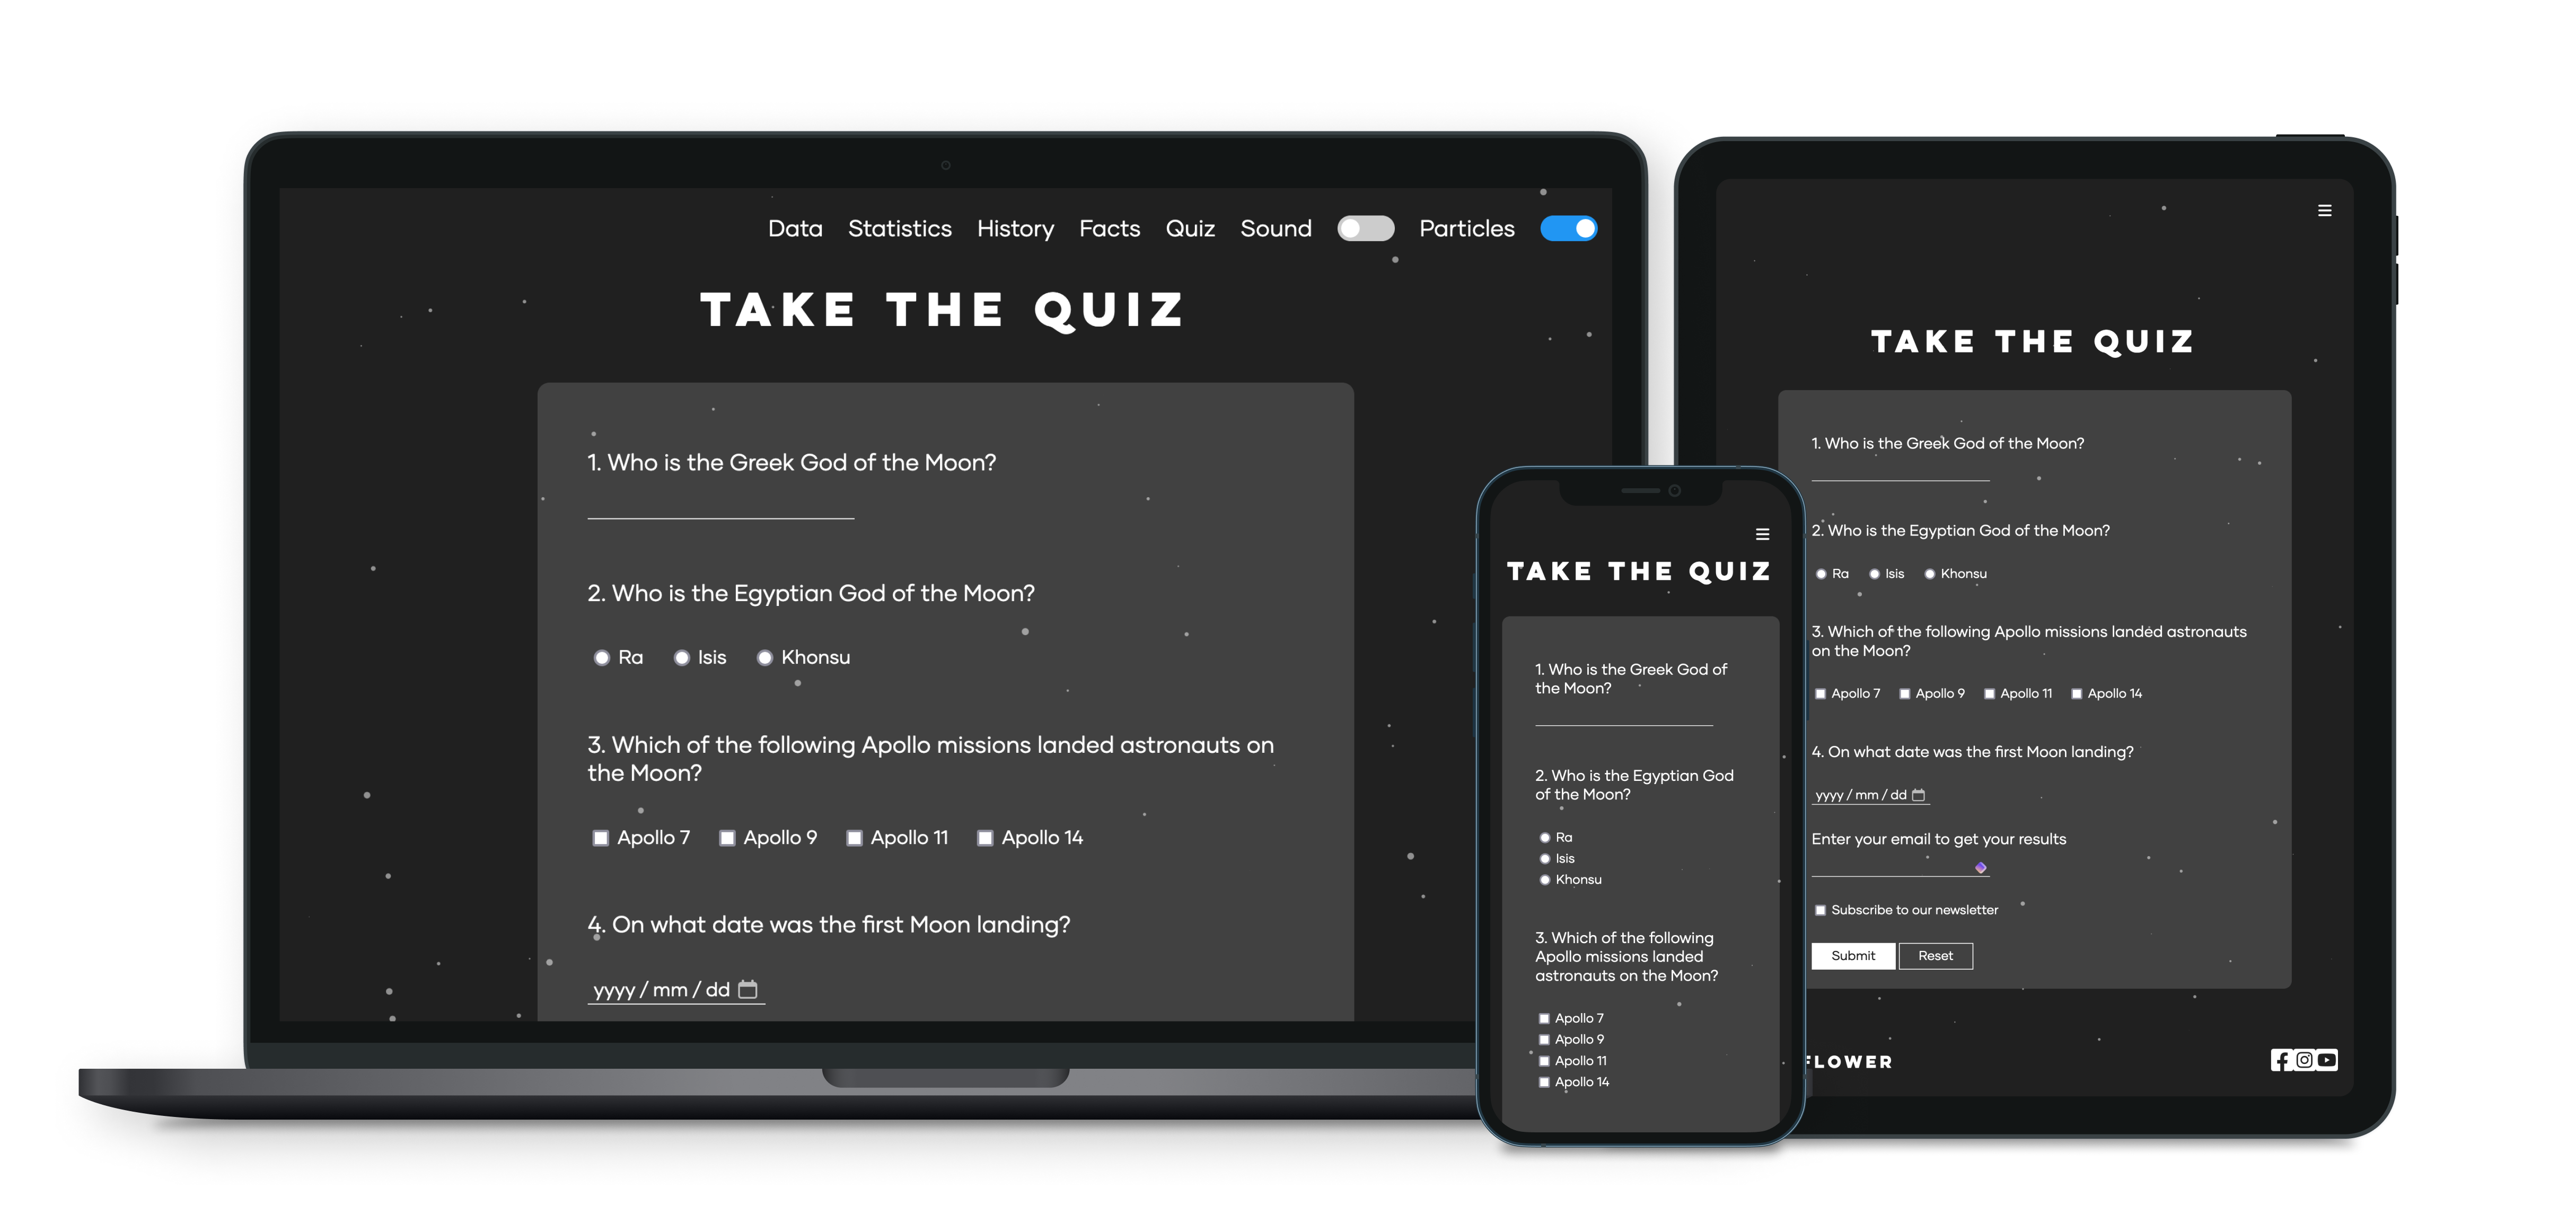 Data Statistics History Facts Quiz Sound Particles
TAKE THE QUIZ
1. Who is the Greek God of the Moon?
2. Who is the Egyptian God of the Moon?
Ra Isis Khonsu
3. Which of the following Apollo missions landed astronauts on
the Moon?
Apollo 7 Apollo 9 Apollo 11 Apollo 14
4. On what date was the first Moon landing?
yyyy / mm / dd
TAKE THE QUIZ
1. Who is the Greek God of
the Moon?
2. Who is the Egyptian God
of the Moon?
Ra
Isis
Khonsu
3. Which of the following
Apollo missions landed
astronauts on the Moon?
Apollo 7
Apollo 9
Apollo 11
Apollo 14
TAKE THE QUIZ
1. Who is the Greek God of the Moon?
2. Who is the Egyptian God of the Moon?
Ra Isis Khonsu
3. Which of the following Apollo missions landed astronauts
on the Moon?
Apollo 7 Apollo 9 Apollo 11 Apollo 14
4. On what date was the first Moon landing?
yyyy / mm / dd
Enter your email to get your results
Subscribe to our newsletter
Submit Reset
FLOWER